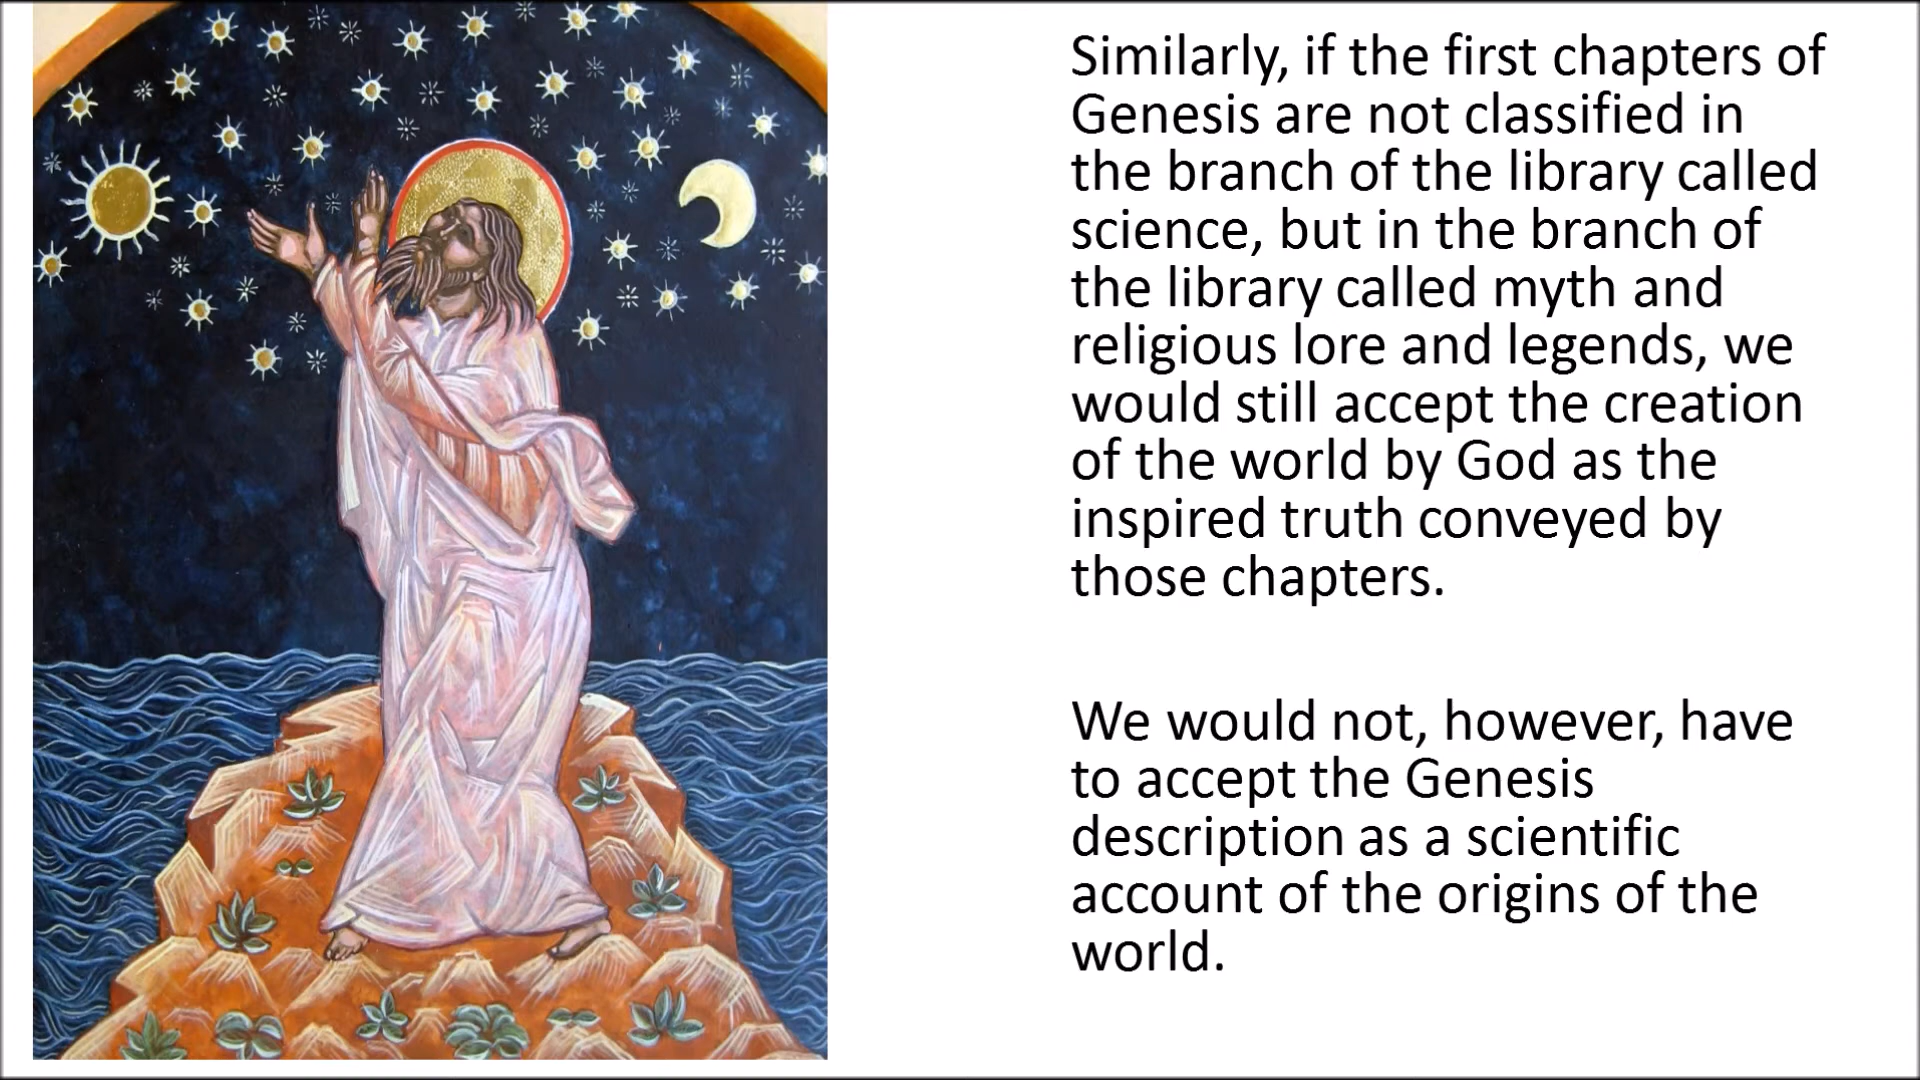 Similarly, if the first chapters of
Genesis are not classified in
the branch of the library called
science, but in the branch of
the library called myth and
religious lore and legends, we
would still accept the creation
of the world by God as the
inspired truth conveyed by
those chapters.
We would not, however, have
to accept the Genesis
description as a scientific
account of the origins of the
world.